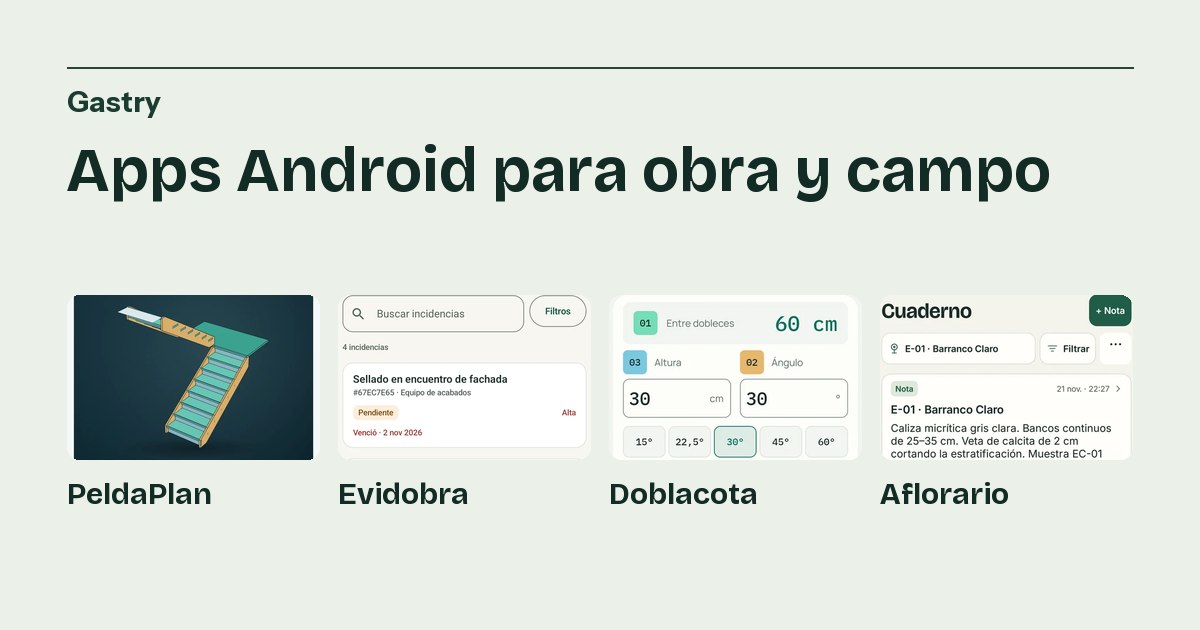 Gastry
Apps Android para obra y campo
Buscar incidencias
Filtros
4 incidencias
Sellado en encuentro de fachada
#67EC7E65 · Equipo de acabados
Pendiente
Alta
Venció · 2 nov 2026
01 Entre dobleces 60 cm
03 Altura
02 Ángulo
30 cm
30 °
15° 22,5° 30° 45° 60°
Cuaderno
+ Nota
E-01 · Barranco Claro
Filtrar
···
Nota
21 nov. · 22:27 >
E-01 · Barranco Claro
Caliza micrítica gris clara. Bancos continuos
de 25–35 cm. Veta de calcita de 2 cm
cortando la estratificación. Muestra EC-01
PeldaPlan
Evidobra
Doblacota
Aflorario